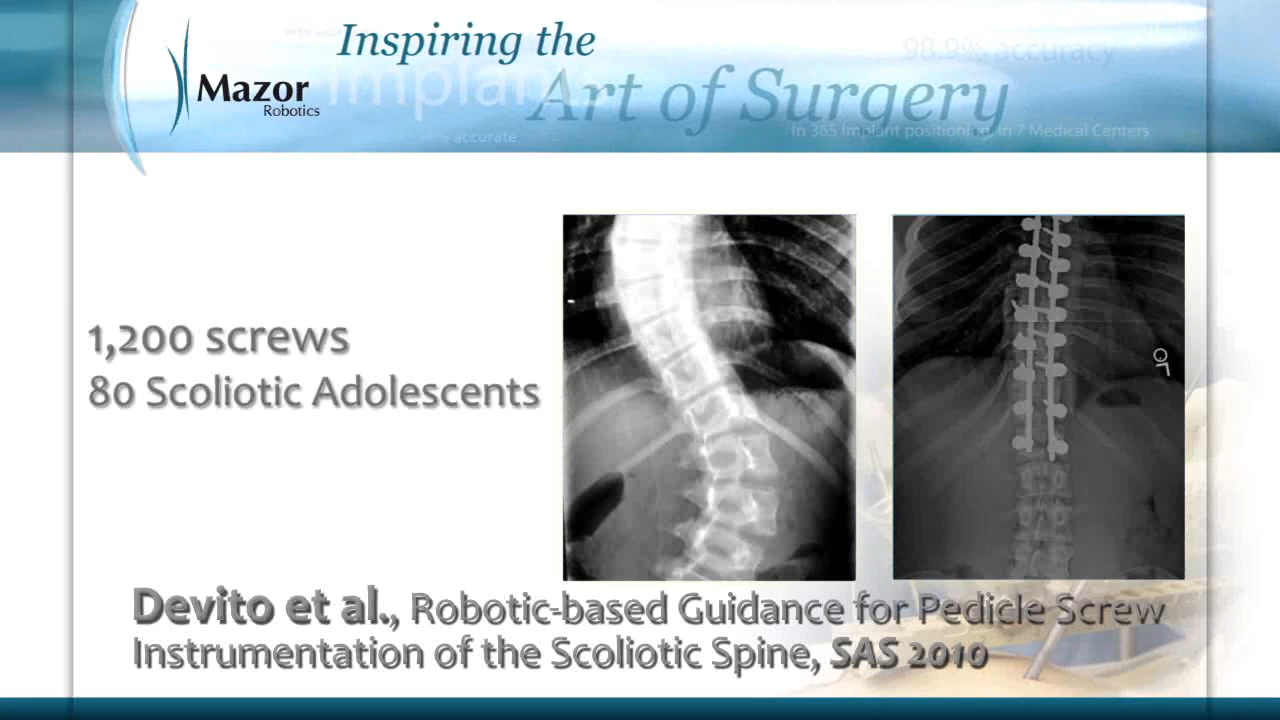 Inspiring the
Art of Surgery
Mazor
Robotics
Implants
98.9% accuracy
accurate
In 365 Implant positioning, in 7 Medical Centers
1,200 screws
80 Scoliotic Adolescents
Devito et al., Robotic-based Guidance for Pedicle Screw
Instrumentation of the Scoliotic Spine, SAS 2010